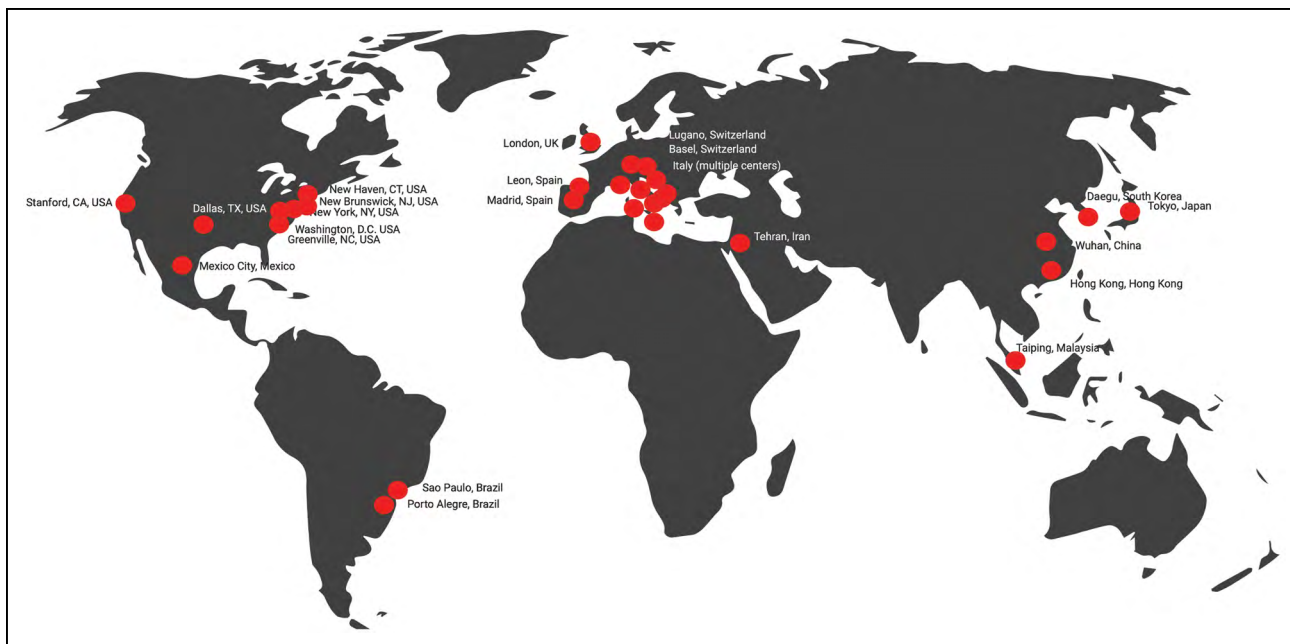 Lugano, Switzerland
London, UK
Basel, Switzerland
Italy (multiple centers)
Leon, Spain
New Haven, CT, USA
Daegu, South Korea
Stanford, CA, USA
New Brunswick, NJ, USA
Madrid, Spain
Tokyo, Japan
Dallas, TX, USA
New York, NY, USA
Washington, D.C. USA
Tehran, Iran
Greenville, NC, USA
Wuhan, China
Mexico City, Mexico
Hong Kong, Hong Kong
Taiping, Malaysia
Sao Paulo, Brazil
Porto Alegre, Brazil